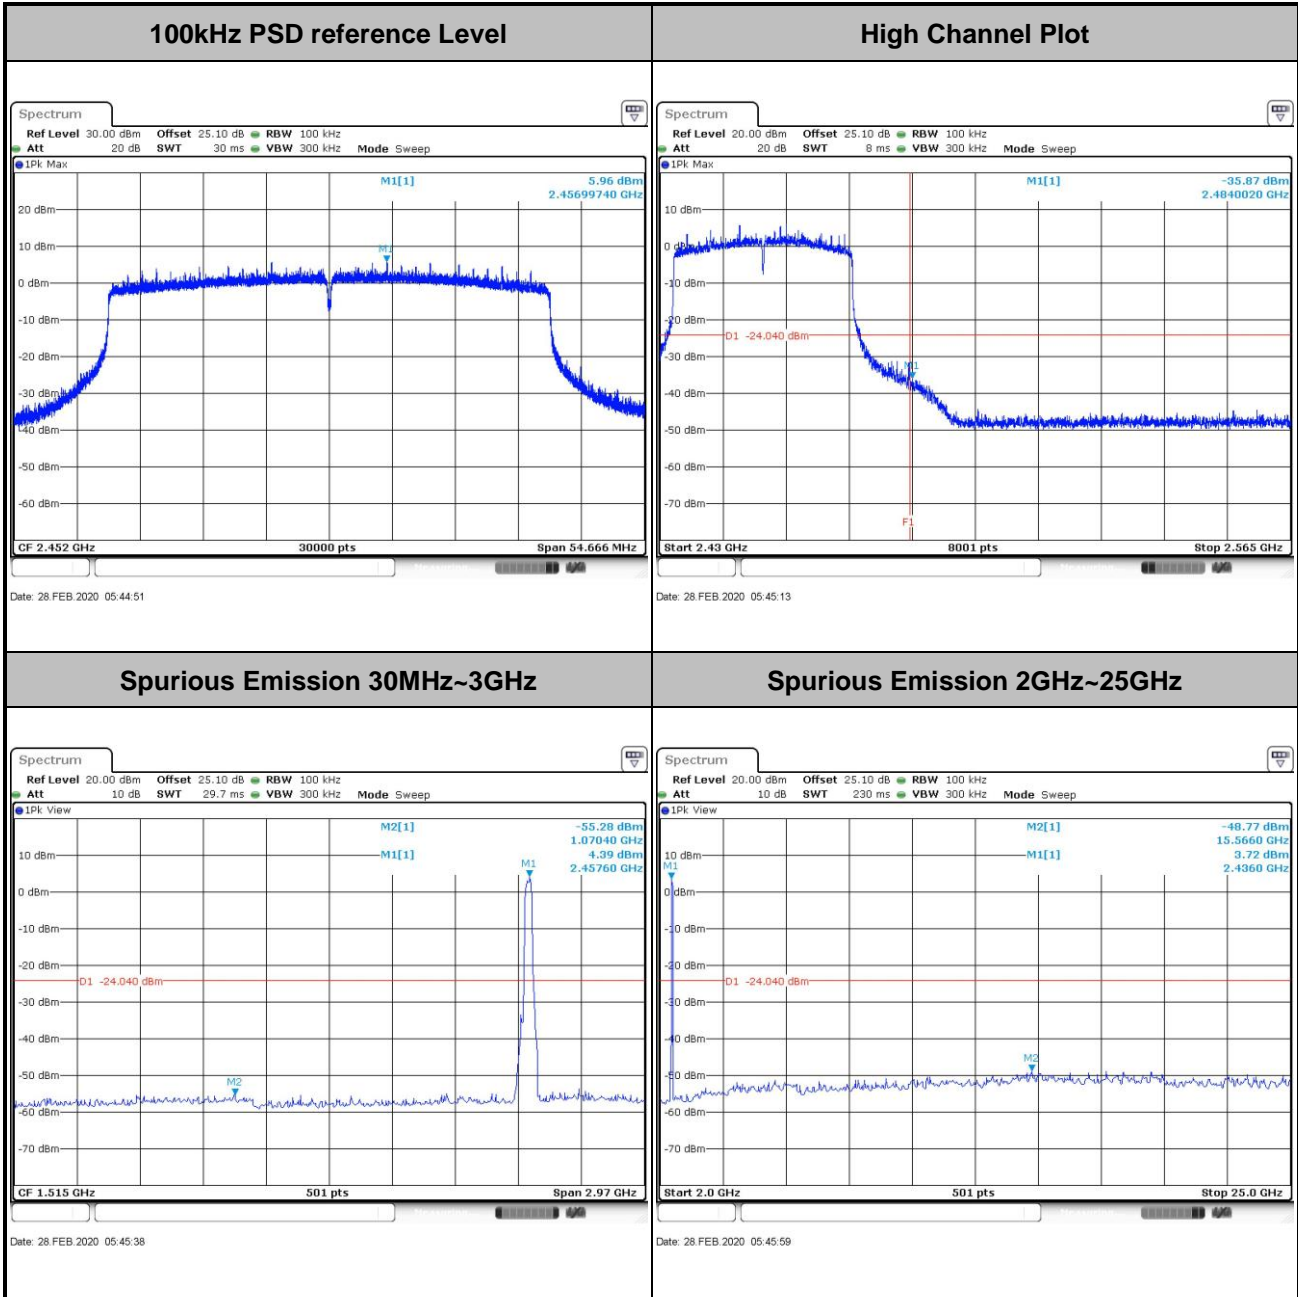 100kHz PSD reference Level
High Channel Plot
Spectrum
Ref Level 30.00 dBm Offset 25.10 dB RBW 100 kHz
Att 20 dB SWT 30 ms VBW 300 kHz Mode Sweep
1Pk Max
M1[1] 5.96 dBm
2.45699740 GHz
20 dBm
10 dBm
M1
0 dBm
-10 dBm
-20 dBm
-30 dBm
-40 dBm
-50 dBm
-60 dBm
CF 2.452 GHz 30000 pts Span 54.666 MHz
Date: 28.FEB.2020 05:44:51
Spectrum
Ref Level 20.00 dBm Offset 25.10 dB RBW 100 kHz
Att 20 dB SWT 8 ms VBW 300 kHz Mode Sweep
1Pk Max
M1[1] -35.87 dBm
2.4840020 GHz
10 dBm
0 dBm
-10 dBm
-20 dBm
D1 -24.040 dBm
-30 dBm
M1
-40 dBm
-50 dBm
-60 dBm
-70 dBm
F1
Start 2.43 GHz 8001 pts Stop 2.565 GHz
Date: 28.FEB.2020 05:45:13
Spurious Emission 30MHz~3GHz
Spurious Emission 2GHz~25GHz
Spectrum
Ref Level 20.00 dBm Offset 25.10 dB RBW 100 kHz
Att 10 dB SWT 29.7 ms VBW 300 kHz Mode Sweep
1Pk View
M2[1] -55.28 dBm
1.07040 GHz
10 dBm
M1[1] 4.39 dBm
M1
2.45760 GHz
0 dBm
-10 dBm
-20 dBm
D1 -24.040 dBm
-30 dBm
-40 dBm
-50 dBm
M2
-60 dBm
-70 dBm
CF 1.515 GHz 501 pts Span 2.97 GHz
Date: 28.FEB.2020 05:45:38
Spectrum
Ref Level 20.00 dBm Offset 25.10 dB RBW 100 kHz
Att 10 dB SWT 230 ms VBW 300 kHz Mode Sweep
1Pk View
M2[1] -48.77 dBm
15.5660 GHz
10 dBm
M1[1] 3.72 dBm
M1
2.4360 GHz
0 dBm
-10 dBm
-20 dBm
D1 -24.040 dBm
-30 dBm
-40 dBm
M2
-50 dBm
-60 dBm
-70 dBm
Start 2.0 GHz 501 pts Stop 25.0 GHz
Date: 28.FEB.2020 05:45:59